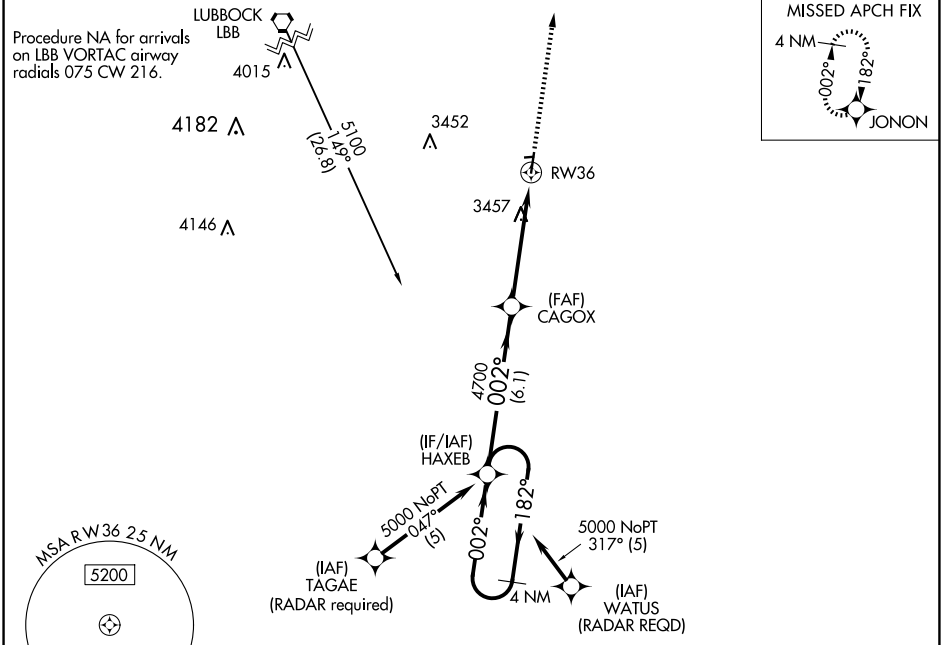 LUBBOCK
LBB
Procedure NA for arrivals
on LBB VORTAC airway
radials 075 CW 216.
4015
4182
4146
5100
149°
(26.8)
3452
3457
RW36
MISSED APCH FIX
4 NM
002°
182°
JONON
(FAF)
CAGOX
4700
002°
(6.1)
(IF/IAF)
HAXEB
5000 NoPT
047°
(5)
(IAF)
TAGAE
(RADAR required)
002°
182°
4 NM
5000 NoPT
317° (5)
(IAF)
WATUS
(RADAR REQD)
MSA RW36 25 NM
5200